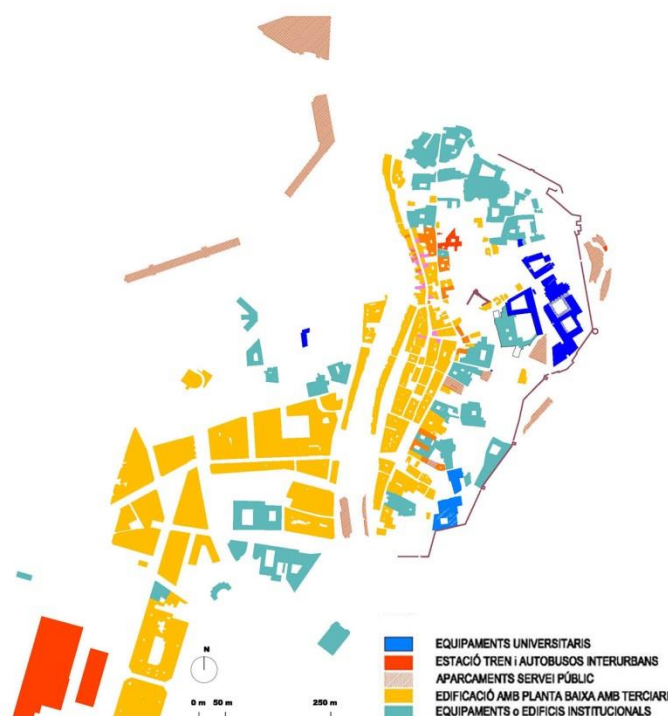 N
0 m 50 m 250 m
EQUIPAMENTS UNIVERSITARIS
ESTACIÓ TREN i AUTOBUSOS INTERURBANS
APARCAMENTS SERVEI PÚBLIC
EDIFICACIÓ AMB PLANTA BAIXA AMB TERCIARI
EQUIPAMENTS o EDIFICIS INSTITUCIONALS